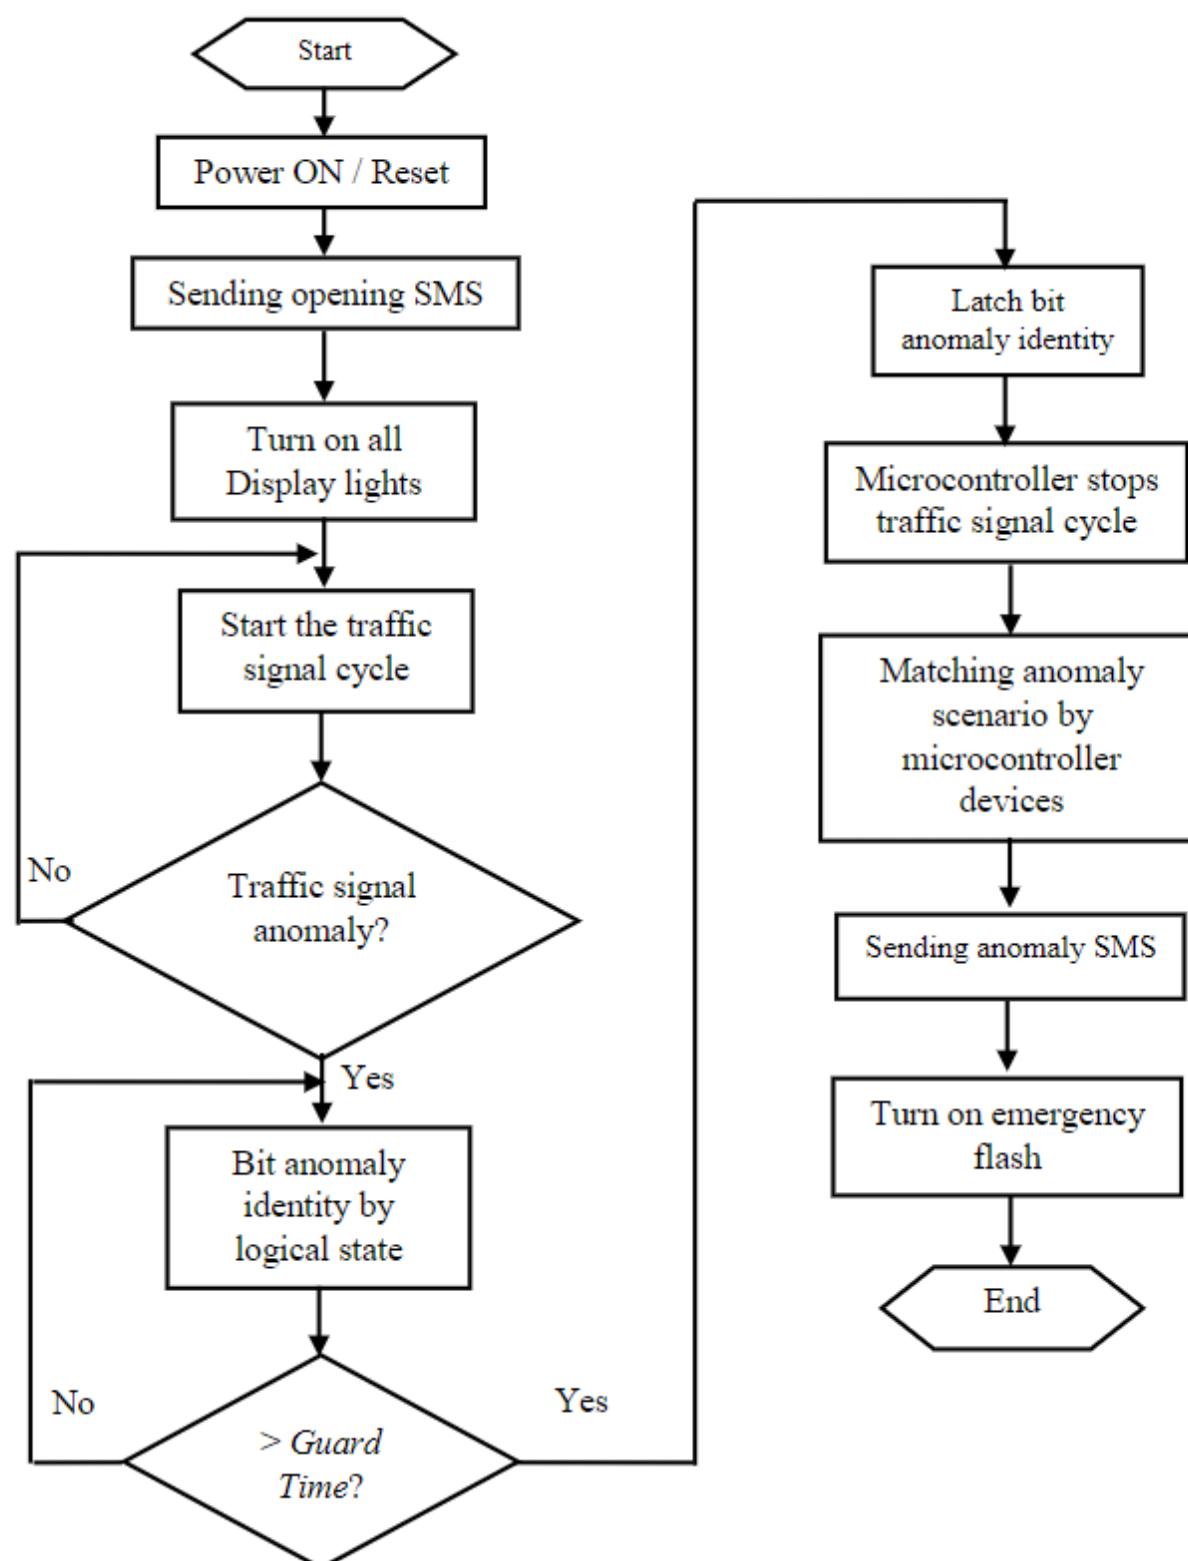 Start
Power ON / Reset
Sending opening SMS
Turn on all
Display lights
Start the traffic
signal cycle
Traffic signal
anomaly?
No
Yes
Bit anomaly
identity by
logical state
> Guard
Time?
No
Yes
Latch bit
anomaly identity
Microcontroller stops
traffic signal cycle
Matching anomaly
scenario by
microcontroller
devices
Sending anomaly SMS
Turn on emergency
flash
End